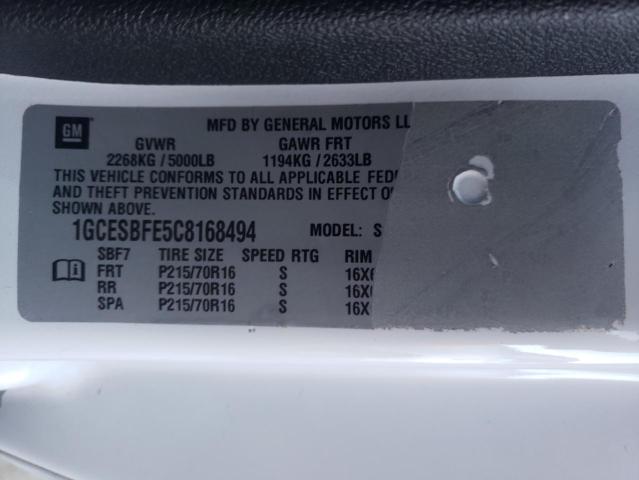 GM
MFD BY GENERAL MOTORS LL
GVWR GAWR FRT
2268KG / 5000LB 1194KG / 2633LB
THIS VEHICLE CONFORMS TO ALL APPLICABLE FED
AND THEFT PREVENTION STANDARDS IN EFFECT O
SHOWN ABOVE.
1GCESBFE5C8168494 MODEL: S
SBF7 TIRE SIZE SPEED RTG RIM
FRT P215/70R16 S 16X6
RR P215/70R16 S 16X
SPA P215/70R16 S 16X